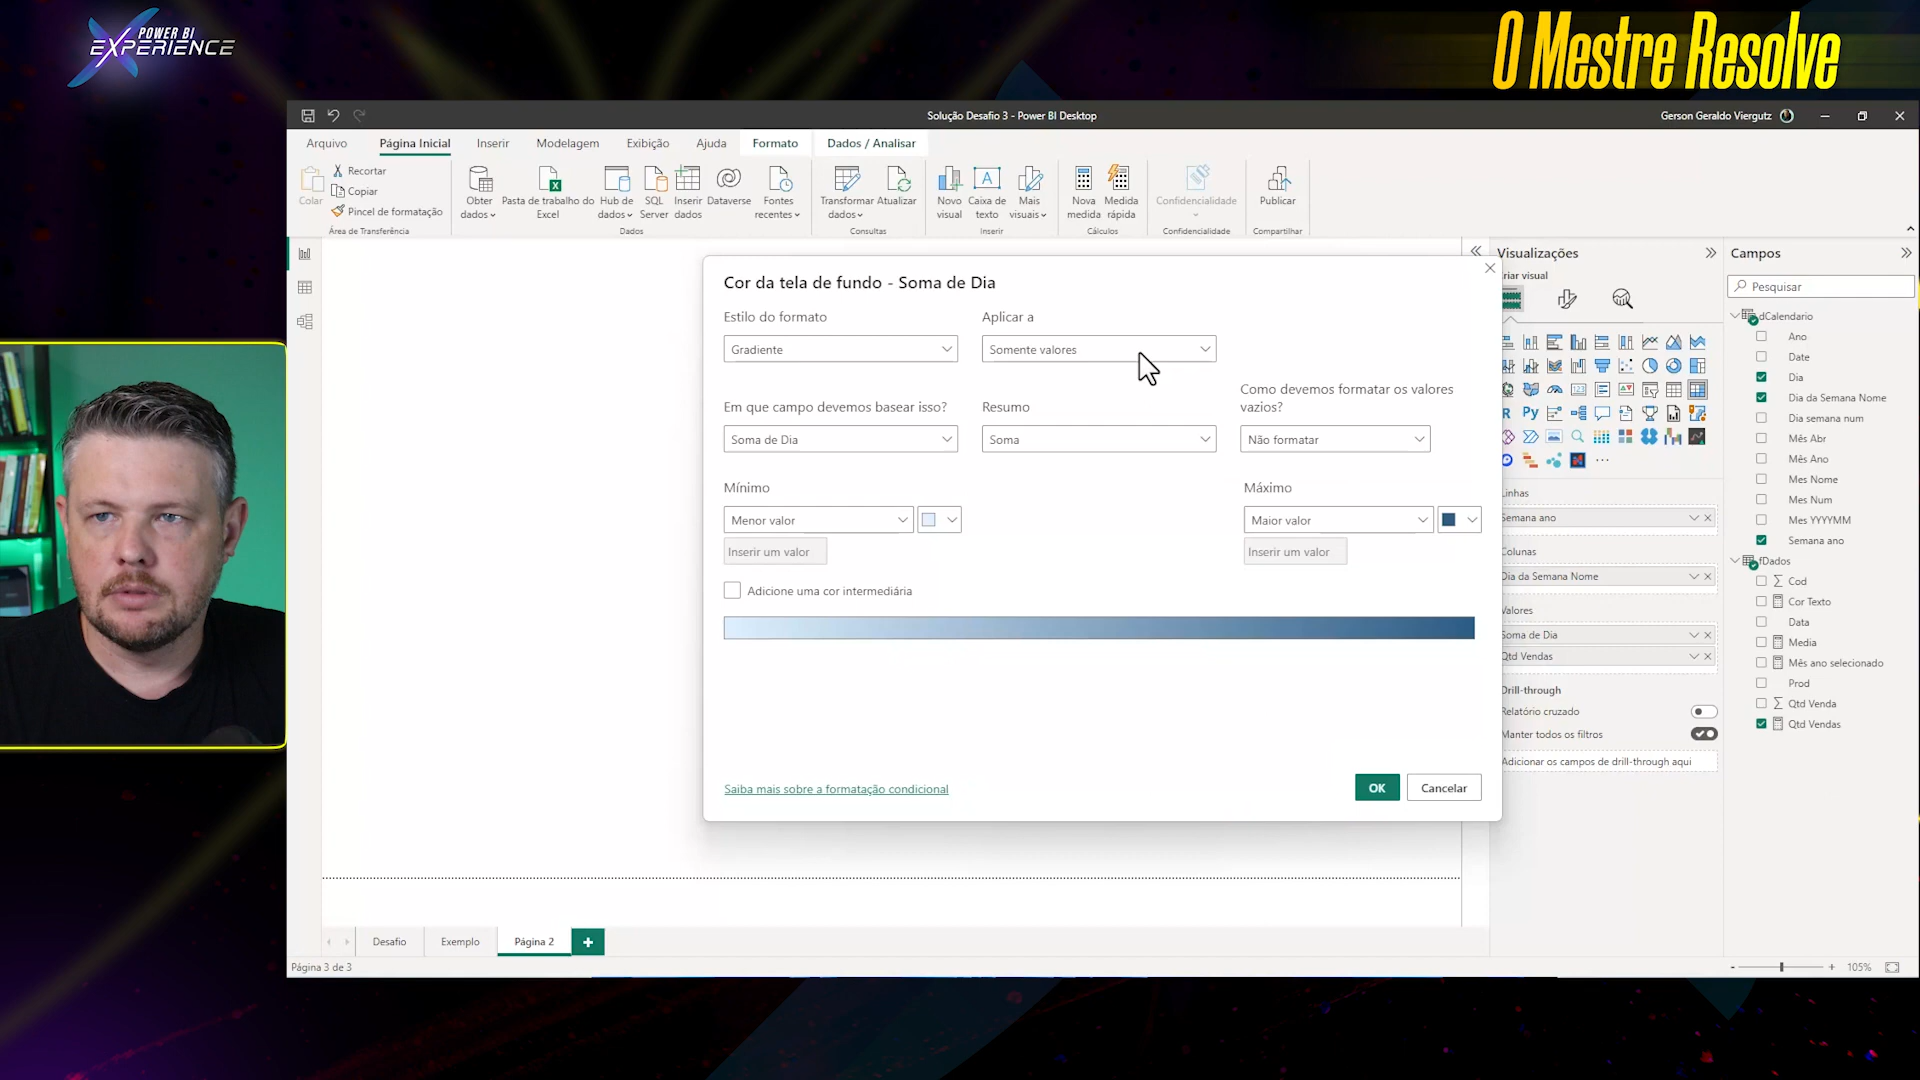 POWER BI
EXPERIENCE
O Mestre Resolve
Solução Desafio 3 - Power BI Desktop
Gerson Geraldo Viergutz
Arquivo
Página Inicial
Inserir
Modelagem
Exibição
Ajuda
Formato
Dados / Analisar
Colar
Recortar
Copiar
Pincel de formatação
Área de Transferência
Obter
dados
Pasta de trabalho do
Excel
Hub de
dados
SQL
Server
Inserir
dados
Dataverse
Fontes
recentes
Dados
Transformar
dados
Atualizar
Consultas
Novo
visual
Caixa de
texto
Mais
visuais
Inserir
Nova
medida
Medida
rápida
Cálculos
Confidencialidade
Confidencialidade
Publicar
Compartilhar
Cor da tela de fundo - Soma de Dia
Estilo do formato
Aplicar a
Gradiente
Somente valores
Em que campo devemos basear isso?
Resumo
Como devemos formatar os valores
vazios?
Soma de Dia
Soma
Não formatar
Mínimo
Máximo
Menor valor
Maior valor
Inserir um valor
Inserir um valor
Adicione uma cor intermediária
Saiba mais sobre a formatação condicional
OK
Cancelar
Visualizações
riar visual
R
Py
inhas
Semana ano
Colunas
Dia da Semana Nome
Valores
Soma de Dia
Qtd Vendas
Drill-through
Relatório cruzado
Manter todos os filtros
Adicionar os campos de drill-through aqui
Campos
Pesquisar
dCalendario
Ano
Date
Dia
Dia da Semana Nome
Dia semana num
Mês Abr
Mês Ano
Mes Nome
Mes Num
Mes YYYYMM
Semana ano
fDados
Cod
Cor Texto
Data
Media
Mês ano selecionado
Prod
Qtd Venda
Qtd Vendas
Desafio
Exemplo
Página 2
Página 3 de 3
105%